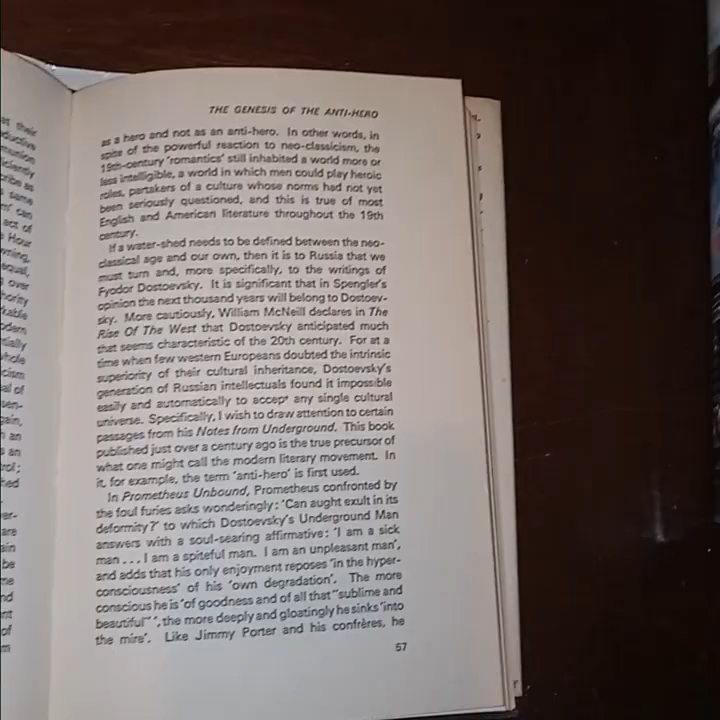 THE GENESIS OF THE ANTI-HERO
as a hero and not as an anti-hero. In other words, in
spite of the powerful reaction to neo-classicism, the
19th-century 'romantics' still inhabited a world more or
less intelligible, a world in which men could play heroic
roles, partakers of a culture whose norms had not yet
been seriously questioned, and this is true of most
English and American literature throughout the 19th
century.
If a water-shed needs to be defined between the neo-
classical age and our own, then it is to Russia that we
must turn and, more specifically, to the writings of
Fyodor Dostoevsky. It is significant that in Spengler's
opinion the next thousand years will belong to Dostoev-
sky. More cautiously, William McNeill declares in The
Rise Of The West that Dostoevsky anticipated much
that seems characteristic of the 20th century. For at a
time when few western Europeans doubted the intrinsic
superiority of their cultural inheritance, Dostoevsky's
generation of Russian intellectuals found it impossible
easily and automatically to accept any single cultural
universe. Specifically, I wish to draw attention to certain
passages from his Notes from Underground. This book
published just over a century ago is the true precursor of
what one might call the modern literary movement. In
it, for example, the term 'anti-hero' is first used.
In Prometheus Unbound, Prometheus confronted by
the foul furies asks wonderingly: 'Can aught exult in its
deformity?' to which Dostoevsky's Underground Man
answers with a soul-searing affirmative: 'I am a sick
man . . . I am a spiteful man. I am an unpleasant man',
and adds that his only enjoyment reposes 'in the hyper-
consciousness' of his 'own degradation'. The more
conscious he is 'of goodness and of all that "sublime and
beautiful" ', the more deeply and gloatingly he sinks 'into
the mire'. Like Jimmy Porter and his confrères, he
57